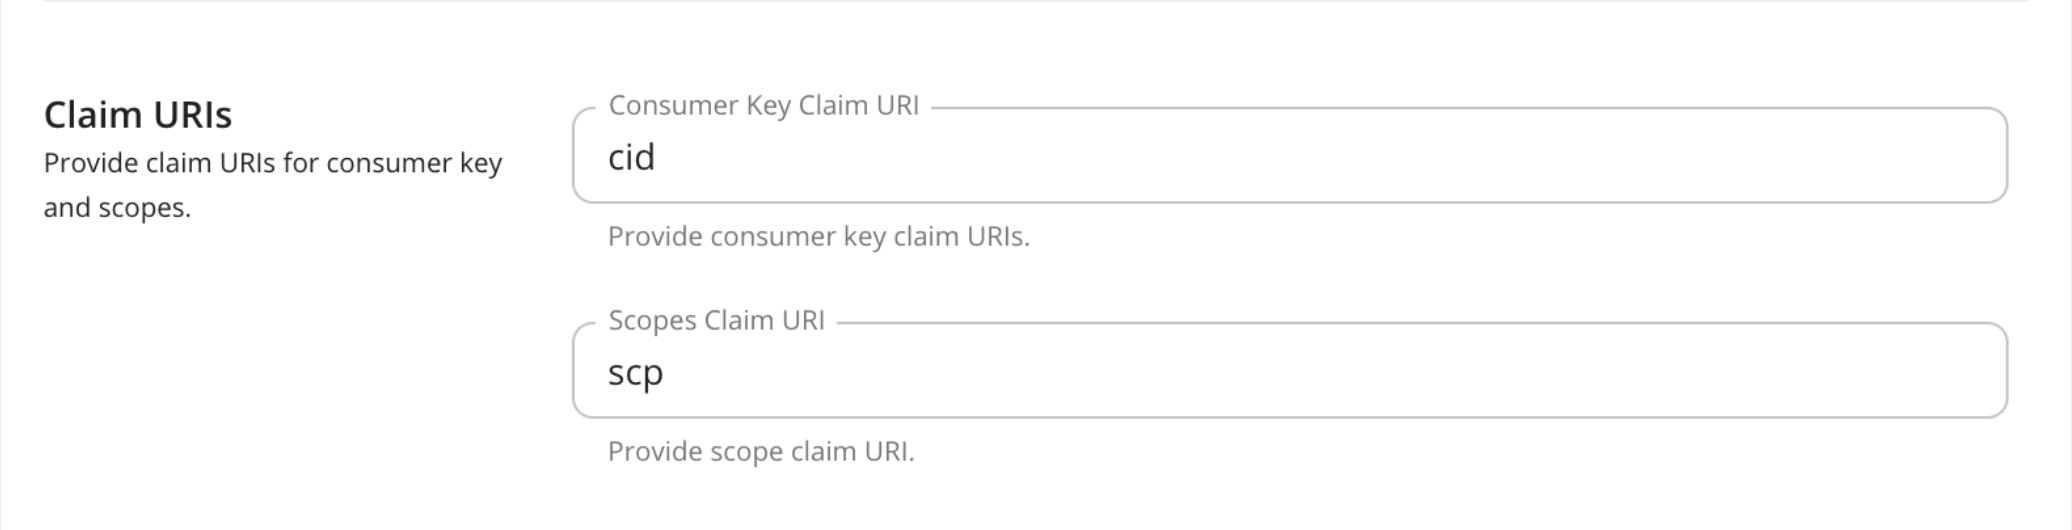 Claim URIs
Provide claim URIs for consumer key
and scopes.
Consumer Key Claim URI
cid
Provide consumer key claim URIs.
Scopes Claim URI
scp
Provide scope claim URI.